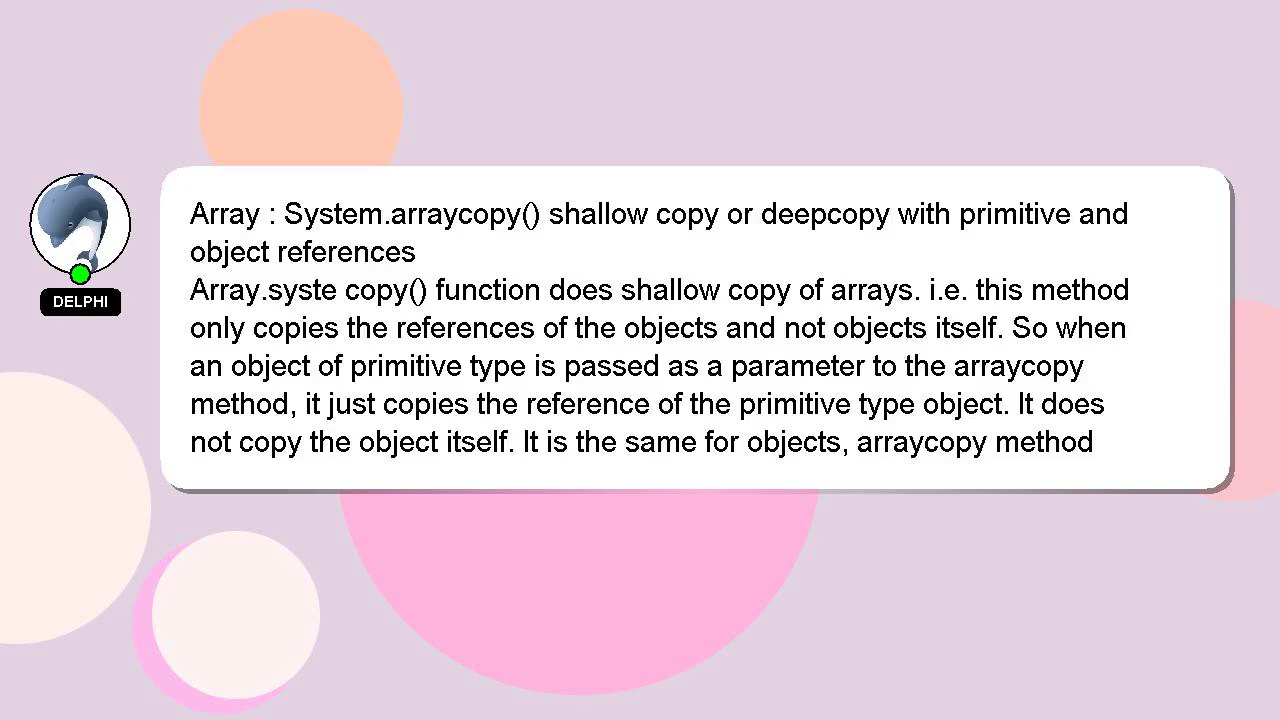 Array : System.arraycopy() shallow copy or deepcopy with primitive and
object references
Array.syste copy() function does shallow copy of arrays. i.e. this method
only copies the references of the objects and not objects itself. So when
an object of primitive type is passed as a parameter to the arraycopy
method, it just copies the reference of the primitive type object. It does
not copy the object itself. It is the same for objects, arraycopy method
DELPHI